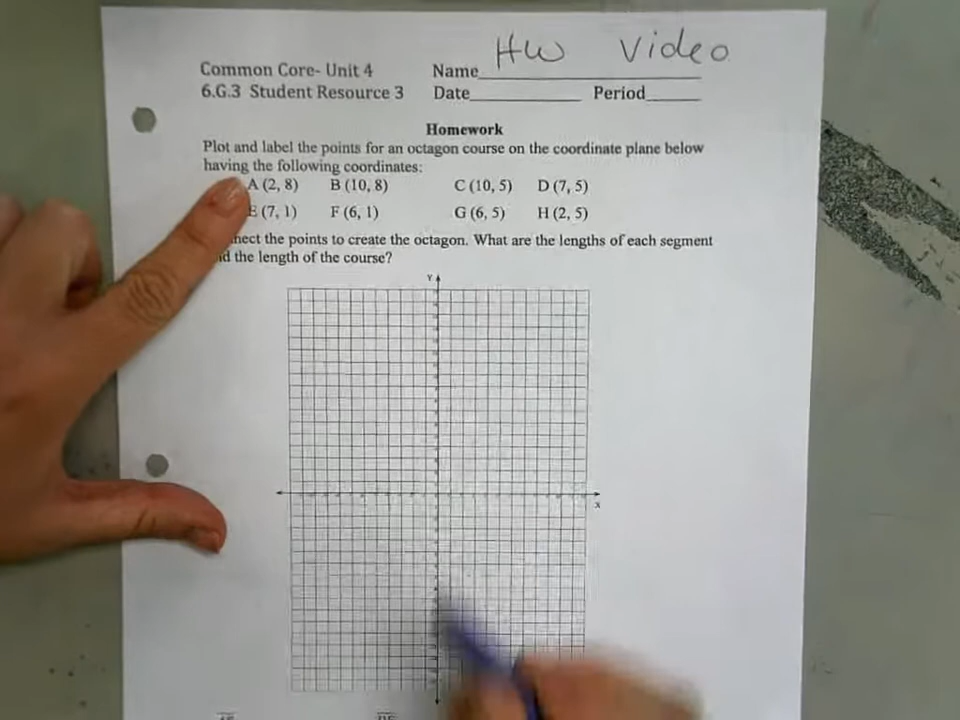 HW Video
Common Core- Unit 4 Name
6.G.3 Student Resource 3 Date Period
Homework
Plot and label the points for an octagon course on the coordinate plane below
having the following coordinates:
A (2, 8) B (10, 8) C (10, 5) D (7, 5)
E (7, 1) F (6, 1) G (6, 5) H (2, 5)
the points to create the octagon. What are the lengths of each segment
the length of the course?
Y
X